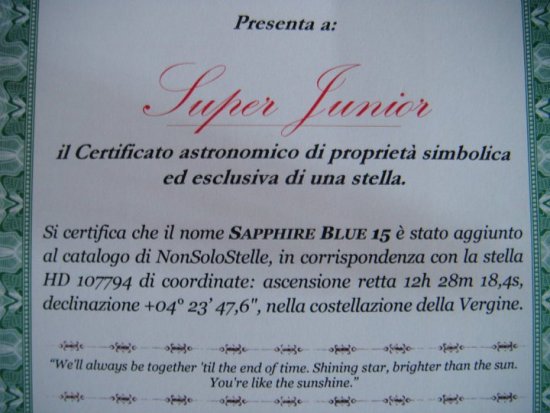 Presenta a:
Super Junior
il Certificato astronomico di proprietà simbolica
ed esclusiva di una stella.
Si certifica che il nome SAPPHIRE BLUE 15 è stato aggiunto
al catalogo di NonSoloStelle, in corrispondenza con la stella
HD 107794 di coordinate: ascensione retta 12h 28m 18,4s,
declinazione +04° 23' 47,6", nella costellazione della Vergine.
“We'll always be together 'til the end of time. Shining star, brighter than the sun.
You're like the sunshine.”